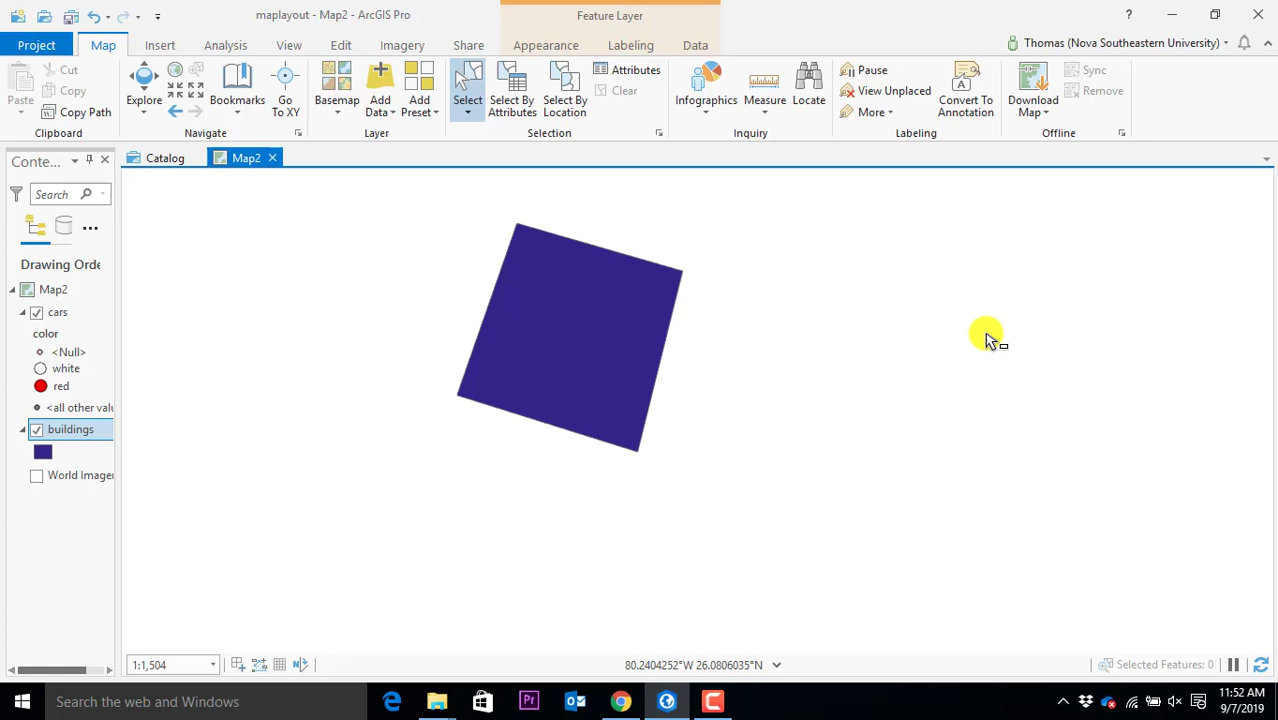 maplayout - Map2 - ArcGIS Pro
Feature Layer
?
Project
Map
Insert
Analysis
View
Edit
Imagery
Share
Appearance
Labeling
Data
Thomas (Nova Southeastern University)
Paste
Cut
Copy
Copy Path
Clipboard
Explore
Bookmarks
Go To XY
Navigate
Basemap
Add Data
Add Preset
Layer
Select
Select By Attributes
Select By Location
Attributes
Clear
Selection
Infographics
Measure
Locate
Inquiry
Pause
View Unplaced
More
Convert To Annotation
Labeling
Download Map
Sync
Remove
Offline
Conte...
Catalog
Map2
Search
Drawing Orde
Map2
cars
color
<Null>
white
red
<all other valu
buildings
World Imager
1:1,504
80.2404252°W 26.0806035°N
Selected Features: 0
Search the web and Windows
Pr
11:52 AM
9/7/2019